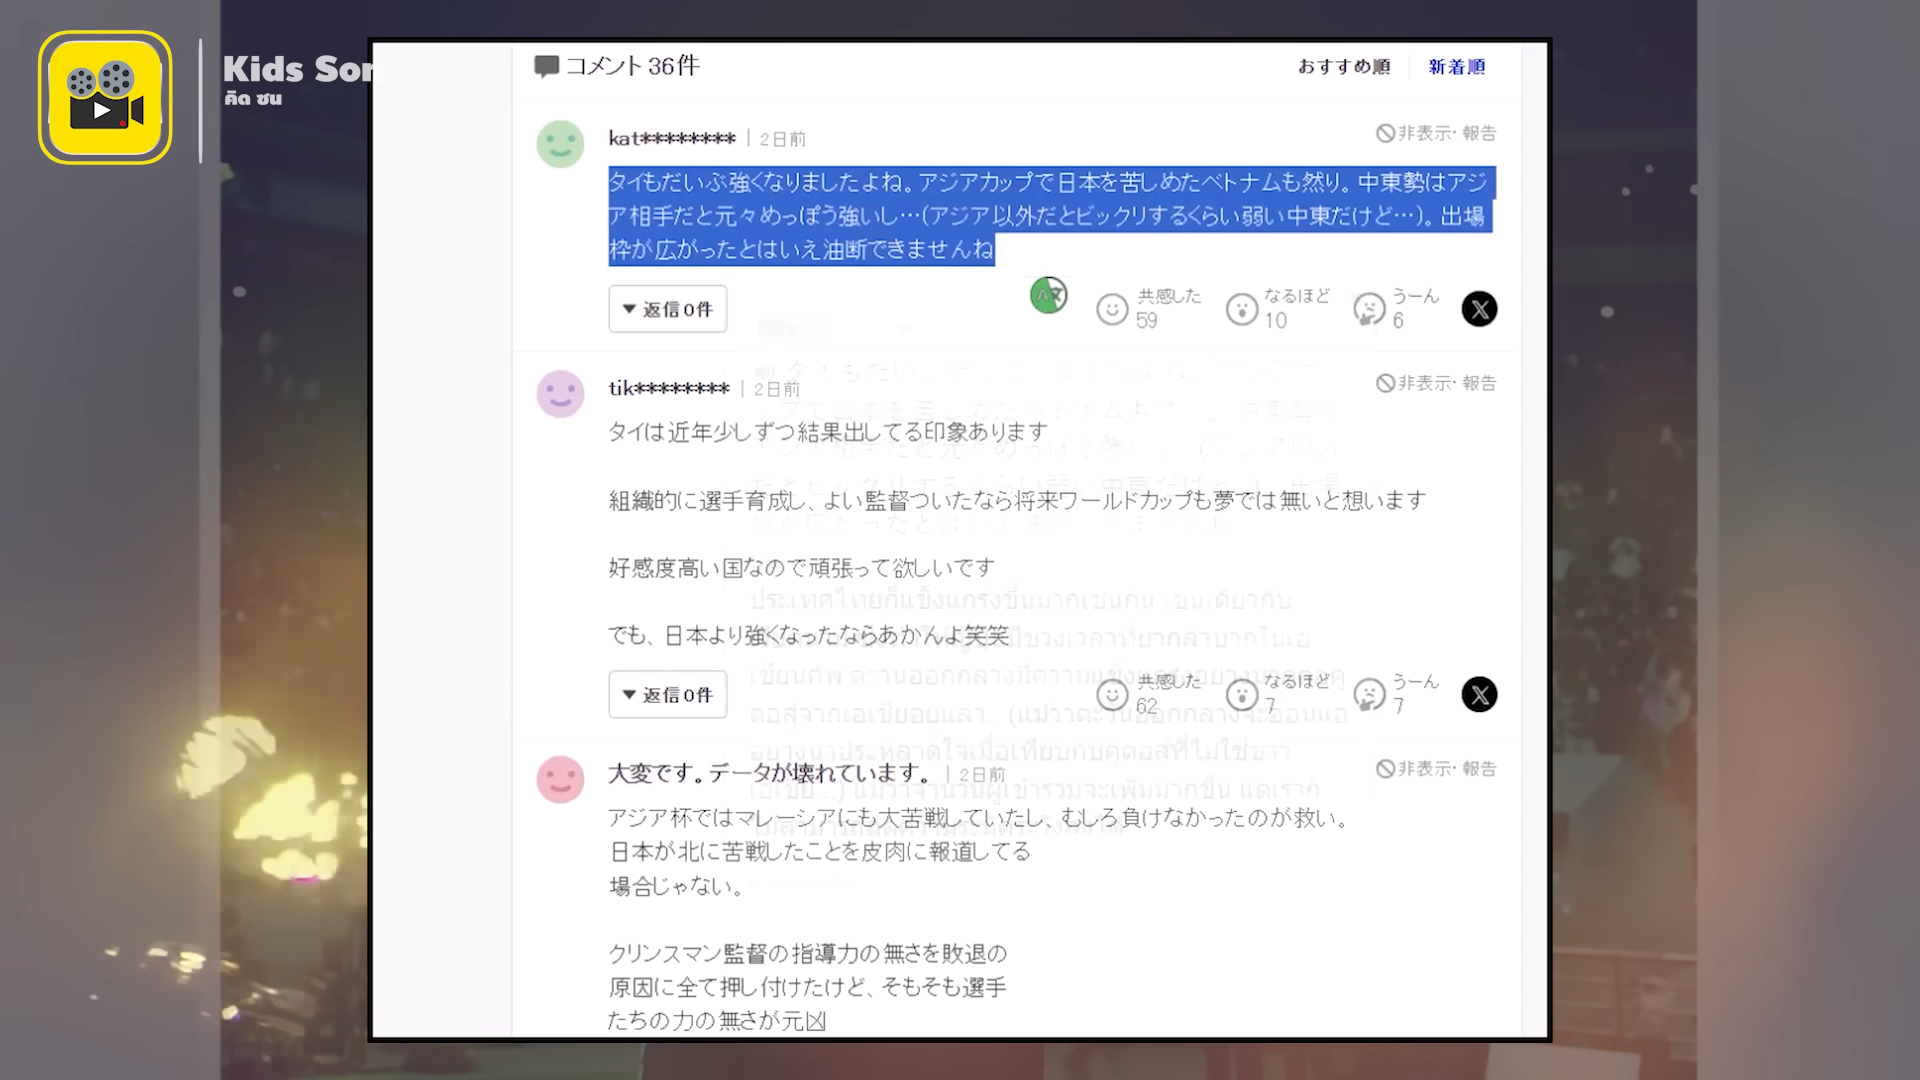 Kids Son
คิด ซน
コメント 36件
おすすめ順
新着順
kat********* 2日前
非表示・報告
タイもだいぶ強くなりましたよね。アジアカップで日本を苦しめたベトナムも然り。中東勢はアジ
ア相手だと元々めっぽう強いし…(アジア以外だとビックリするくらい弱い中東だけど…)。出場
枠が広がったとはいえ油断できませんね
返信0件
共感した
59
なるほど
10
うーん
6
tik******** 2日前
非表示・報告
タイは近年少しずつ結果出してる印象あります
組織的に選手育成し、よい監督ついたなら将来ワールドカップも夢では無いと想います
好感度高い国なので頑張って欲しいです
でも、日本より強くなったならあかんよ笑笑
返信0件
共感した
62
なるほど
7
うーん
7
大変です。データが壊れています。 2日前
非表示・報告
アジア杯ではマレーシアにも大苦戦していたし、むしろ負けなかったのが救い。
日本が北に苦戦したことを皮肉に報道してる
場合じゃない。
クリンスマン監督の指導力の無さを敗退の
原因に全て押し付けたけど、そもそも選手
たちの力の無さが元凶